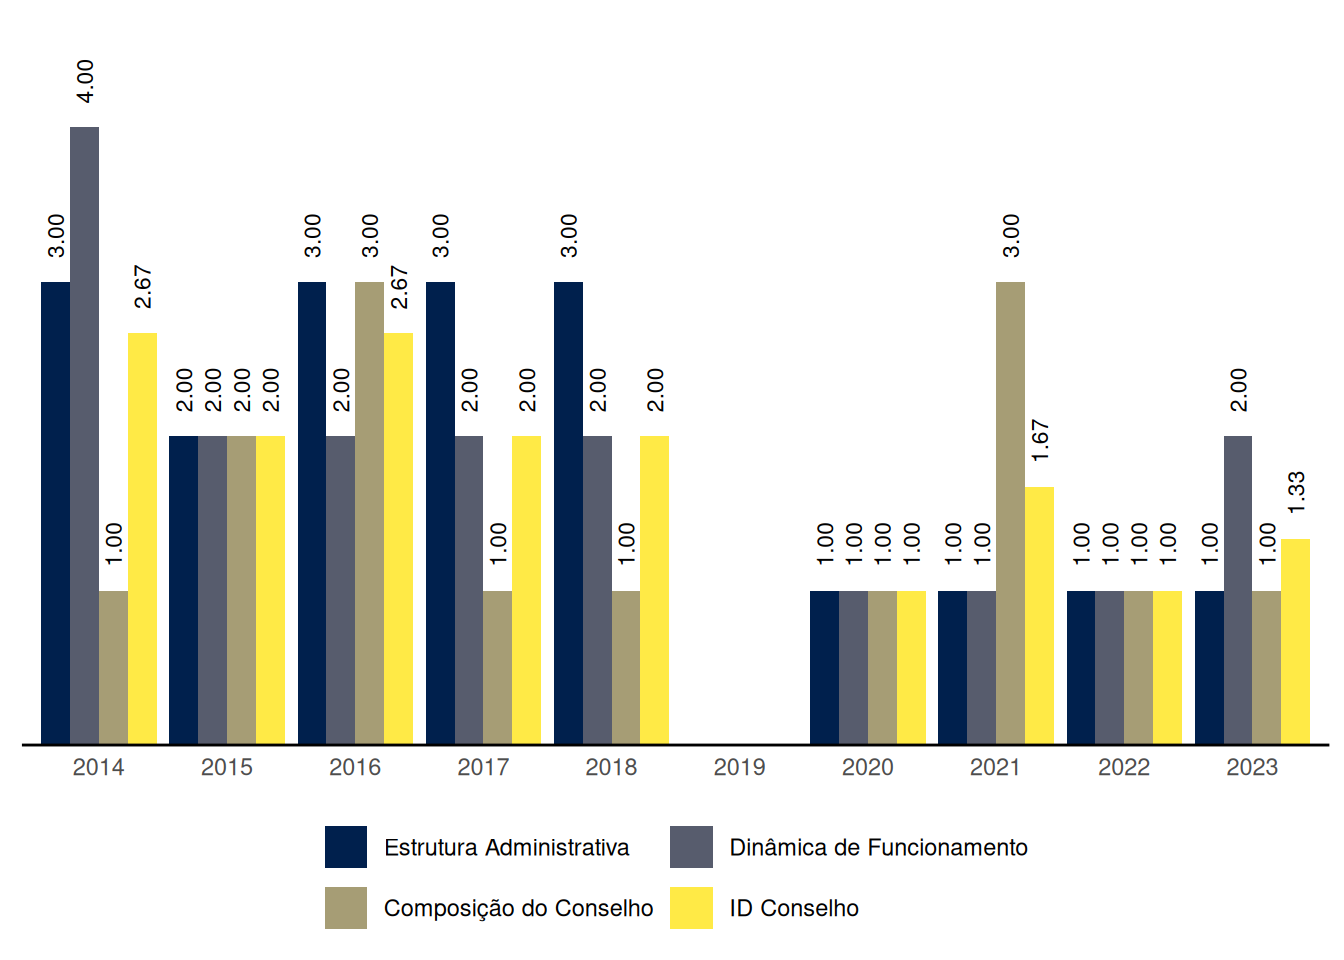 3.00 4.00 1.00 2.67
2.00 2.00 2.00 2.00
3.00 2.00 3.00 2.67
3.00 2.00 1.00 2.00
3.00 2.00 1.00 2.00
1.00 1.00 1.00 1.00
1.00 1.00 3.00 1.67
1.00 1.00 1.00 1.00
1.00 2.00 1.00 1.33
2014 2015 2016 2017 2018 2019 2020 2021 2022 2023
Estrutura Administrativa Dinâmica de Funcionamento
Composição do Conselho ID Conselho